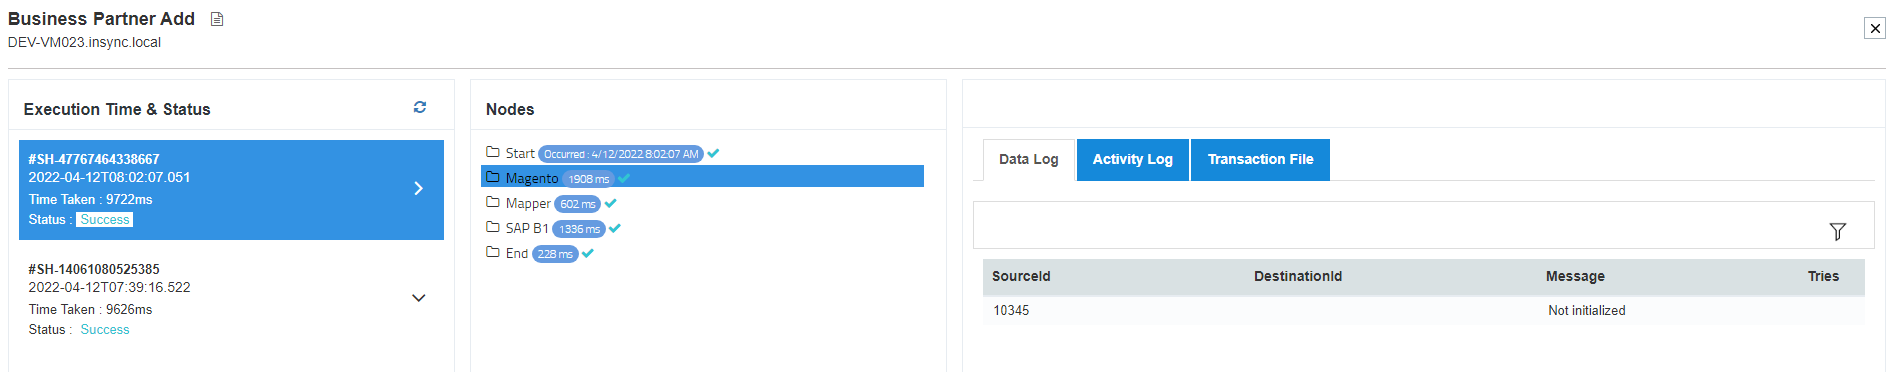 Business Partner Add
DEV-VM023.insync.local
Execution Time & Status
#SH-47767464338667
2022-04-12T08:02:07.051
Time Taken : 9722ms
Status : Success
#SH-14061080525385
2022-04-12T07:39:16.522
Time Taken : 9626ms
Status : Success
Nodes
Start Occurred : 4/12/2022 8:02:07 AM
Magento 1908 ms
Mapper 602 ms
SAP B1 1336 ms
End 228 ms
Data Log Activity Log Transaction File
SourceId DestinationId Message Tries
10345 Not initialized